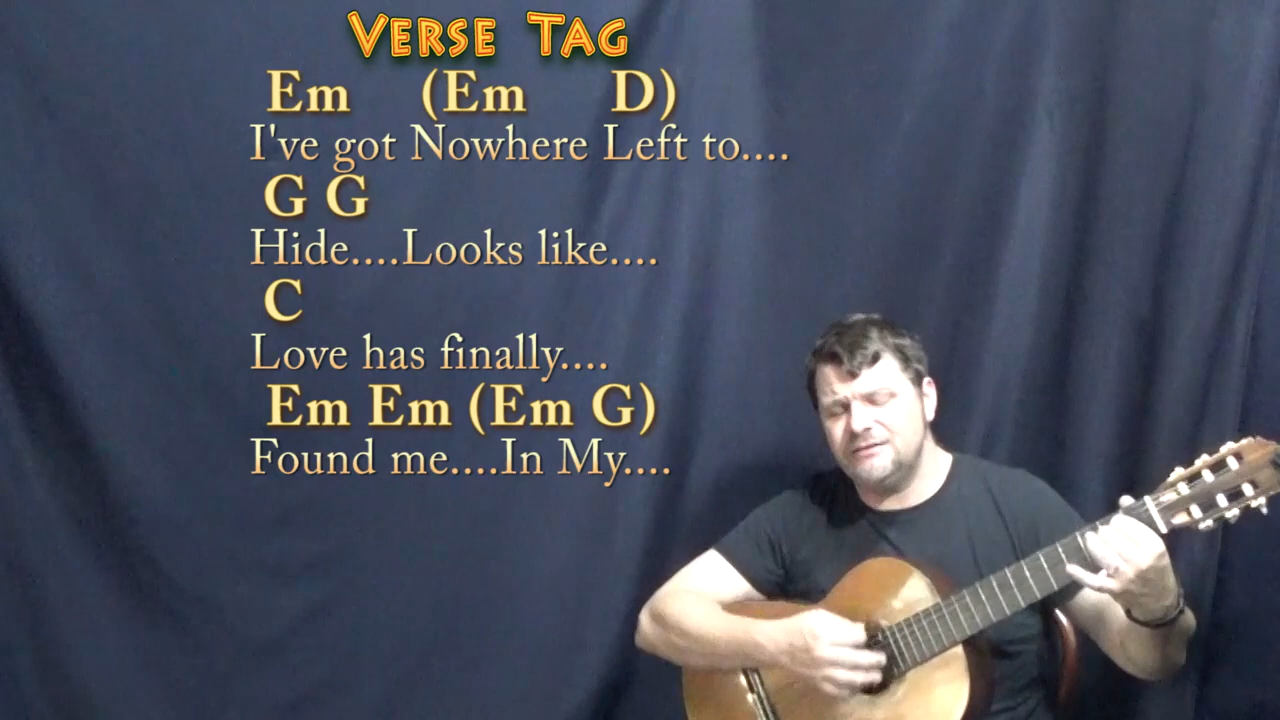 Verse Tag
Em (Em D)
I've got Nowhere Left to....
G G
Hide....Looks like....
C
Love has finally....
Em Em (Em G)
Found me....In My....